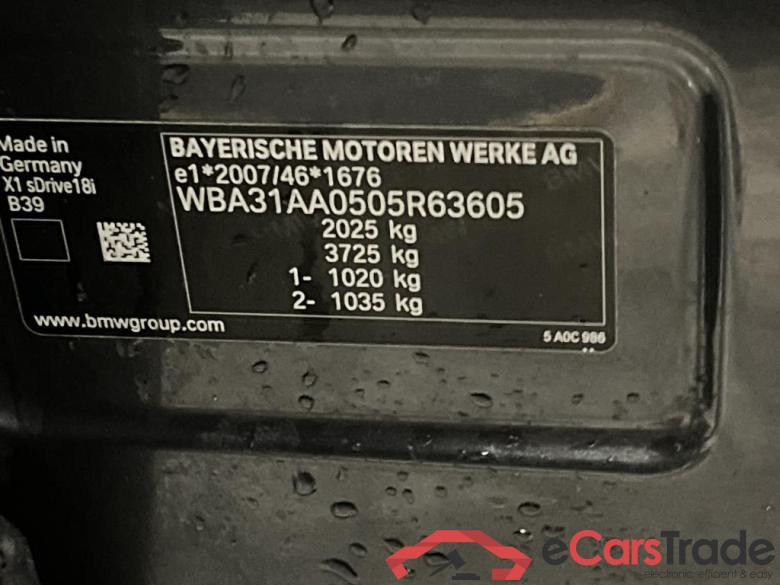 Made in
Germany
X1 sDrive18i
B39
BAYERISCHE MOTOREN WERKE AG
e1*2007/46*1676
WBA31AA0505R63605
2025 kg
3725 kg
1- 1020 kg
2- 1035 kg
www.bmwgroup.com
5 A0C 986
eCarsTrade
electronic, efficient & easy